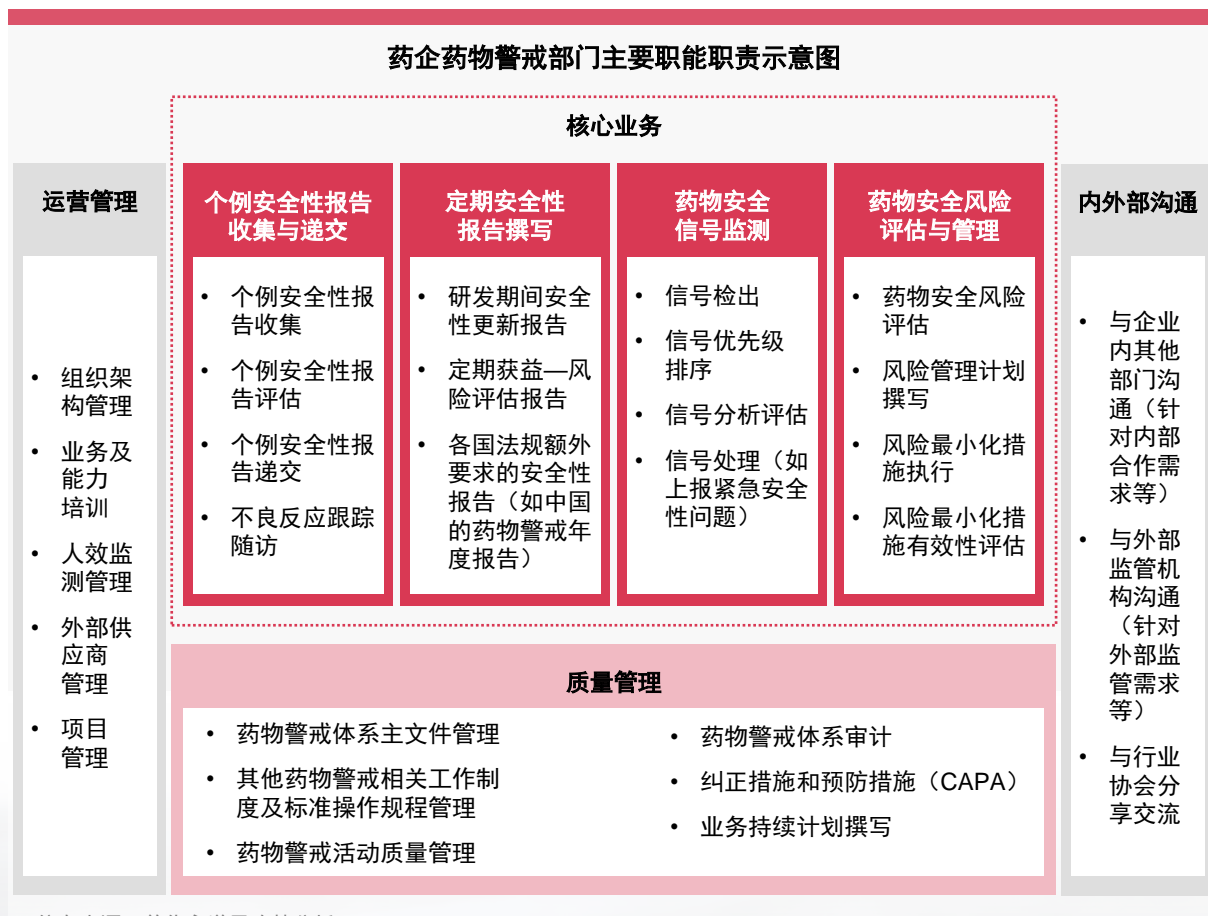 药企药物警戒部门主要职能职责示意图
核心业务
运营管理
• 组织架
构管理
• 业务及
能力
培训
• 人效监
测管理
• 外部供
应商
管理
• 项目
管理
个例安全性报告
收集与递交
• 个例安全性报
告收集
• 个例安全性报
告评估
• 个例安全性报
告递交
• 不良反应跟踪
随访
定期安全性
报告撰写
• 研发期间安全
性更新报告
• 定期获益—风
险评估报告
• 各国法规额外
要求的安全性
报告（如中国
的药物警戒年
度报告）
药物安全
信号监测
• 信号检出
• 信号优先级
排序
• 信号分析评估
• 信号处理（如
上报紧急安全
性问题）
药物安全风险
评估与管理
• 药物安全风险
评估
• 风险管理计划
撰写
• 风险最小化措
施执行
• 风险最小化措
施有效性评估
内外部沟通
• 与企业
内其他
部门沟
通（针
对内部
合作需
求等）
• 与外部
监管机
构沟通
（针对
外部监
管需求
等）
• 与行业
协会分
享交流
质量管理
• 药物警戒体系主文件管理
• 其他药物警戒相关工作制
度及标准操作规程管理
• 药物警戒活动质量管理
• 药物警戒体系审计
• 纠正措施和预防措施（CAPA）
• 业务持续计划撰写